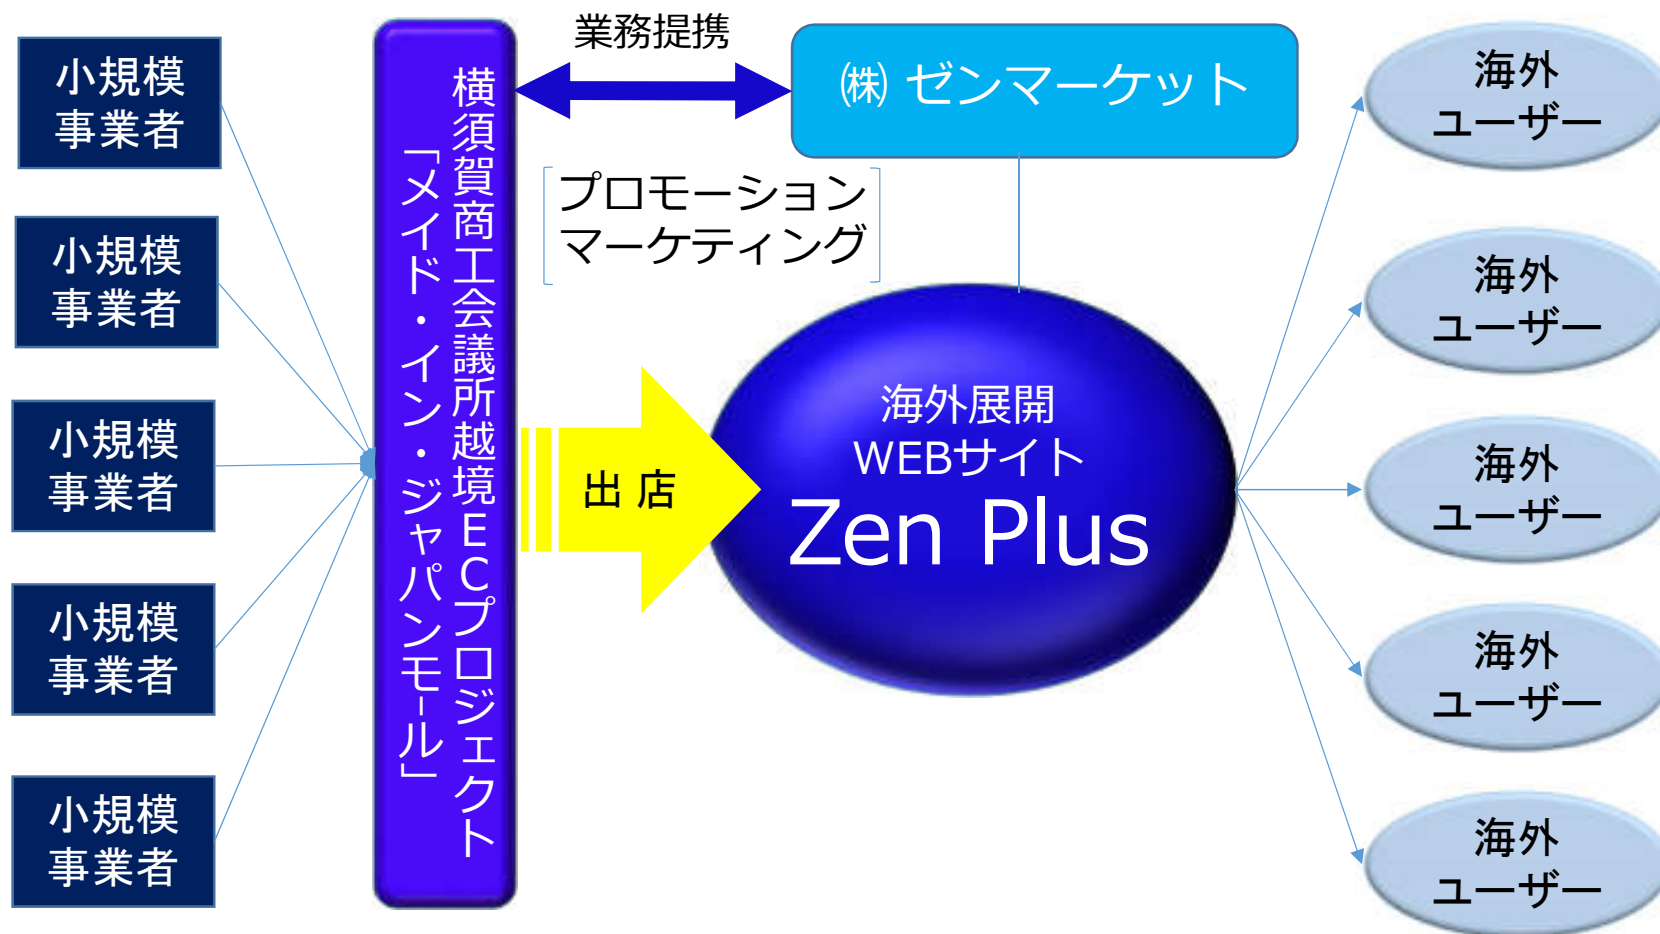 小規模
事業者
小規模
事業者
小規模
事業者
小規模
事業者
小規模
事業者
横須賀商工会議所越境ECプロジェクト
「メイド・イン・ジャパンモール」
業務提携
㈱ ゼンマーケット
プロモーション
マーケティング
出 店
海外展開
WEBサイト
Zen Plus
海外
ユーザー
海外
ユーザー
海外
ユーザー
海外
ユーザー
海外
ユーザー